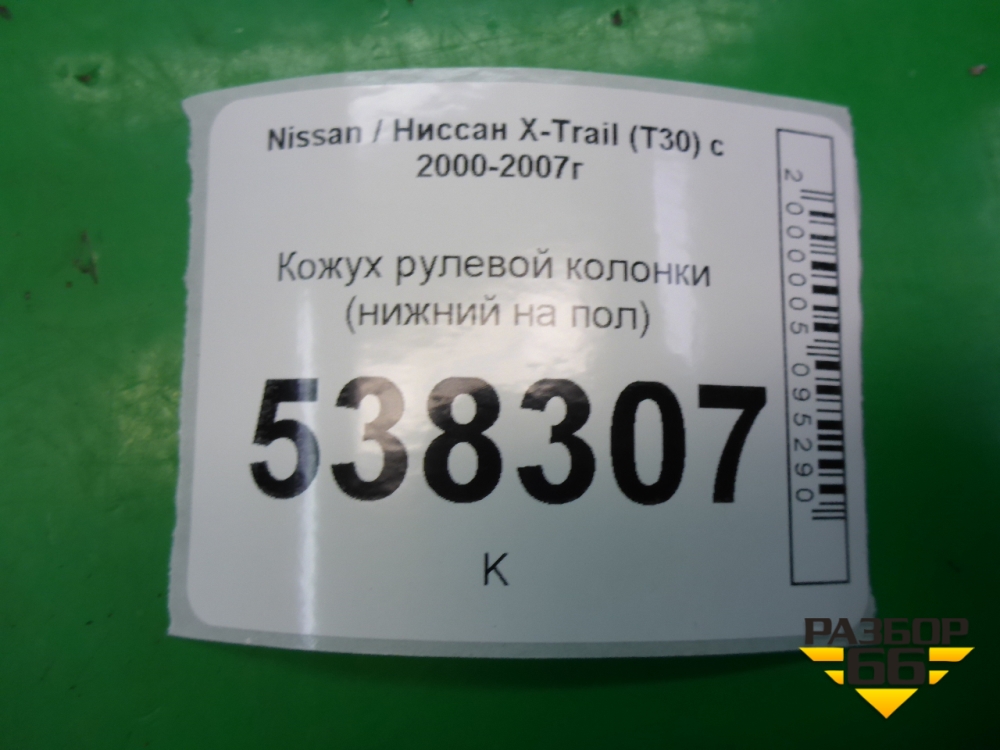 Nissan / Ниссан X-Trail (T30) с
2000-2007г
Кожух рулевой колонки
(нижний на пол)
538307
К
2000005095290
РАЗБОР
66